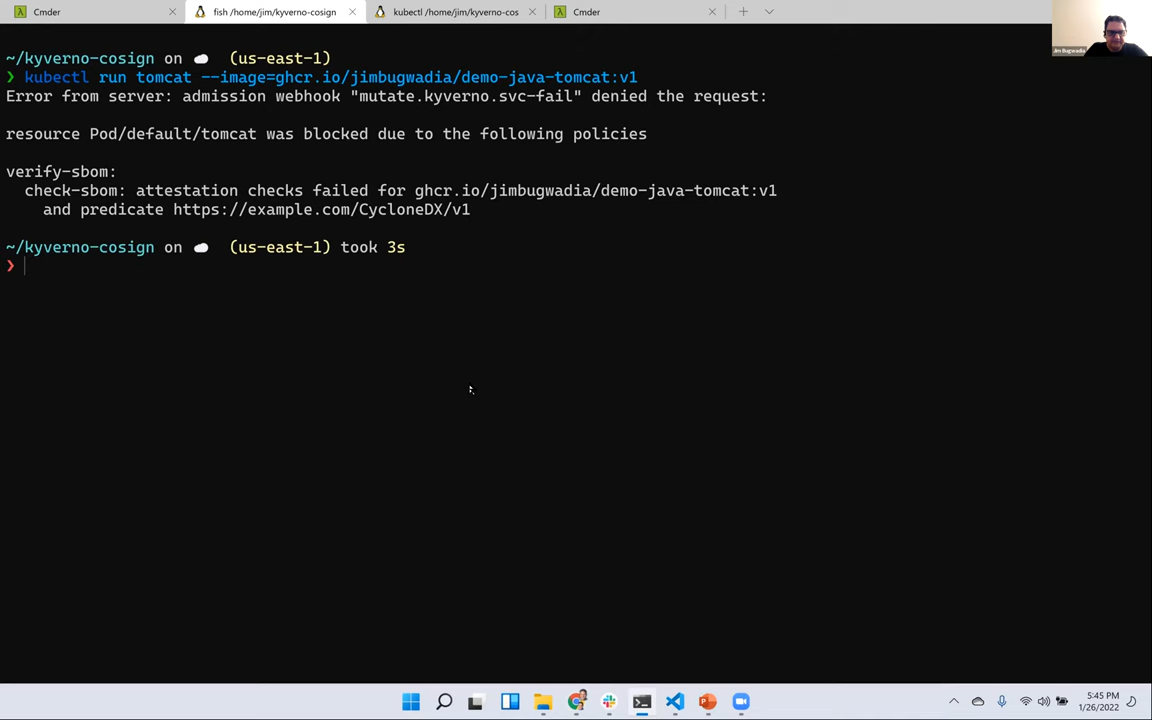 Cmder
fish /home/jim/kyverno-cosign
kubectl /home/jim/kyverno-cos
Cmder
Jim Bugwadia
~/kyverno-cosign on (us-east-1)
❯ kubectl run tomcat --image=ghcr.io/jimbugwadia/demo-java-tomcat:v1
Error from server: admission webhook "mutate.kyverno.svc-fail" denied the request:
resource Pod/default/tomcat was blocked due to the following policies
verify-sbom:
check-sbom: attestation checks failed for ghcr.io/jimbugwadia/demo-java-tomcat:v1
and predicate https://example.com/CycloneDX/v1
~/kyverno-cosign on (us-east-1) took 3s
❯
5:45 PM
1/26/2022